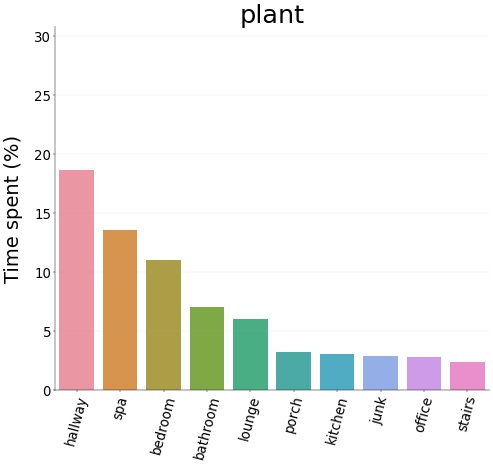 plant
Time spent (%)
30
25
20
15
10
5
0
hallway
spa
bedroom
bathroom
lounge
porch
kitchen
junk
office
stairs